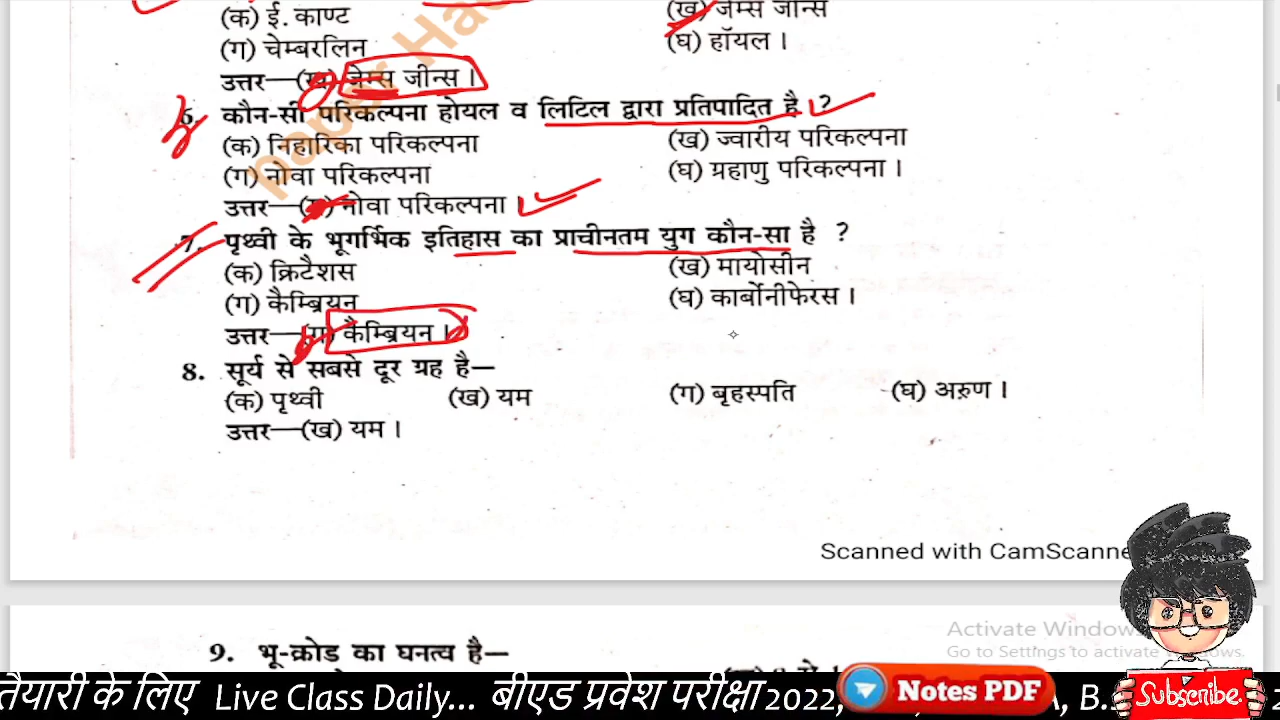 (क) ई. काण्ट (ख) जेम्स जीन्स
(ग) चेम्बरलिन (घ) हॉयल ।
उत्तर—(ख) जेम्स जीन्स ।
6. कौन-सी परिकल्पना होयल व लिटिल द्वारा प्रतिपादित है ?
(क) निहारिका परिकल्पना (ख) ज्वारीय परिकल्पना
(ग) नोवा परिकल्पना (घ) ग्रहाणु परिकल्पना ।
उत्तर—(ग) नोवा परिकल्पना ।
7. पृथ्वी के भूगर्भिक इतिहास का प्राचीनतम युग कौन-सा है ?
(क) क्रिटैशस (ख) मायोसीन
(ग) कैम्ब्रियन (घ) कार्बोनीफेरस ।
उत्तर—(ग) कैम्ब्रियन ।
8. सूर्य से सबसे दूर ग्रह है—
(क) पृथ्वी (ख) यम (ग) बृहस्पति (घ) अरुण ।
उत्तर—(ख) यम ।
Scanned with CamScanne
Activate Windows
Go to Settings to activate Windows.
9. भू-क्रोड का घनत्व है—
तैयारी के लिए Live Class Daily... बीएड प्रवेश परीक्षा 2022,
Notes PDF
Subscribe